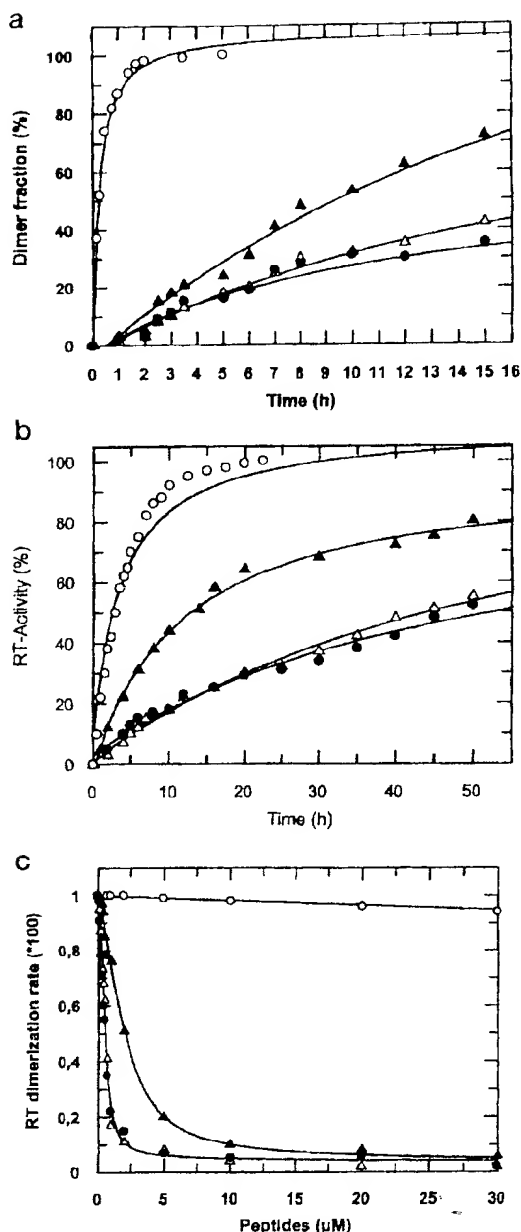 a
100
80
60
40
20
0
Dimer fraction (%)
0 1 2 3 4 5 6 7 8 9 10 11 12 13 14 15 16
Time (h)
b
100
80
60
40
20
0
RT-Activity (%)
0 10 20 30 40 50
Time (h)
c
1
0,8
0,6
0,4
0,2
0
RT dimerization rate (*100)
0 5 10 15 20 25 30
Peptides (µM)